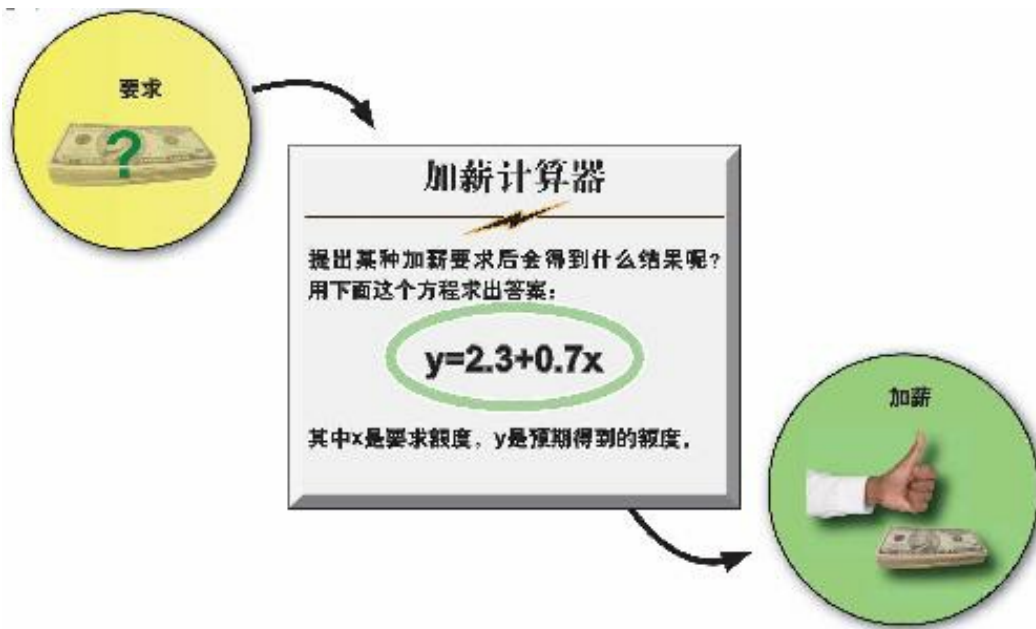 要求
?
加薪计算器
提出某种加薪要求后会得到什么结果呢?
用下面这个方程求出答案:
y=2.3+0.7x
其中x是要求额度，y是预期得到的额度。
加薪